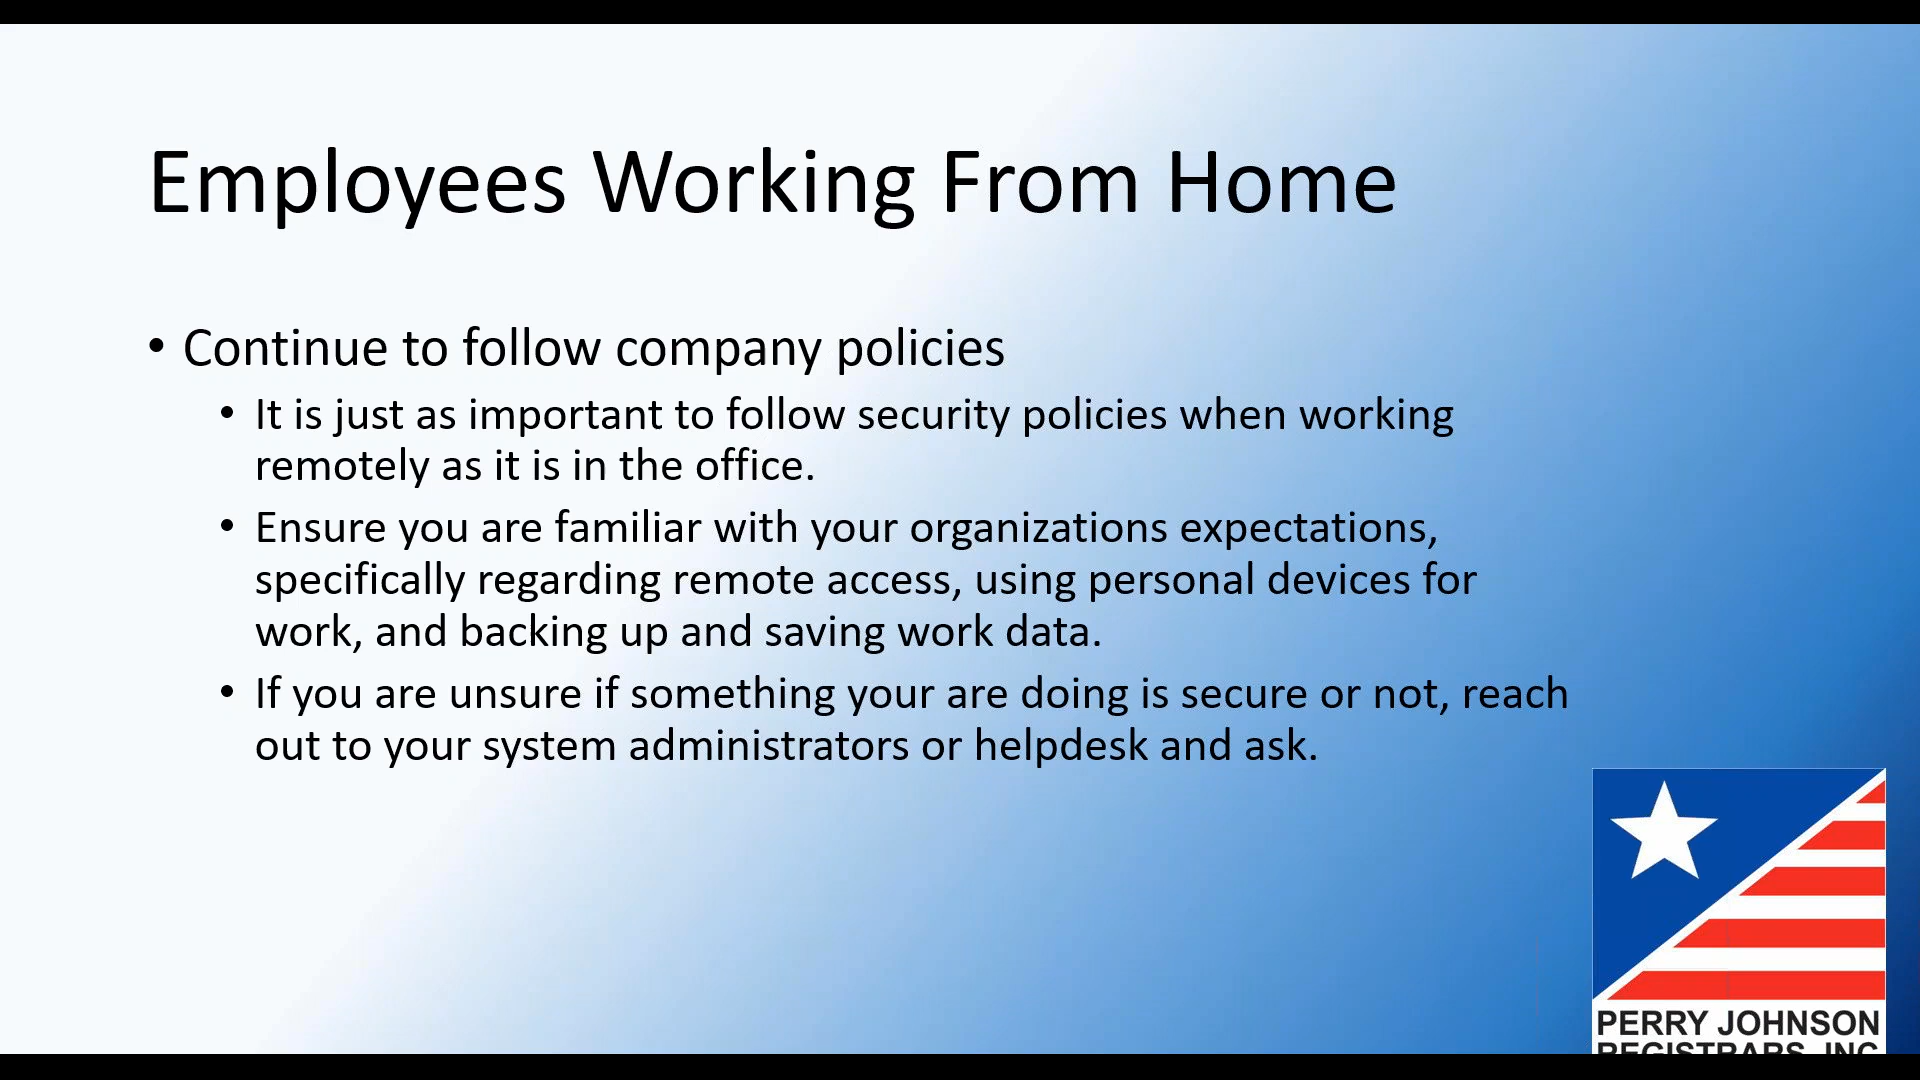 Employees Working From Home
• Continue to follow company policies
• It is just as important to follow security policies when working
remotely as it is in the office.
• Ensure you are familiar with your organizations expectations,
specifically regarding remote access, using personal devices for
work, and backing up and saving work data.
• If you are unsure if something your are doing is secure or not, reach
out to your system administrators or helpdesk and ask.
PERRY JOHNSON
REGISTRARS, INC